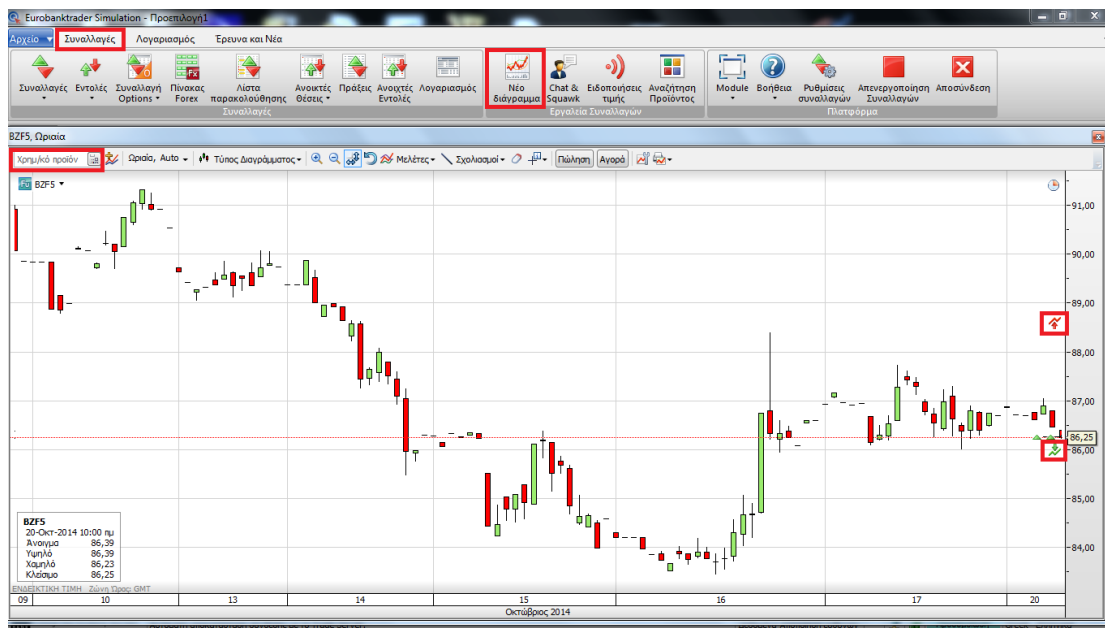 Eurobanktrader Simulation - Προεπιλογή1
Αρχείο Συναλλαγές Λογαριασμός Έρευνα και Νέα
Συναλλαγές Εντολές Συναλλαγή Options Πίνακας Forex Λίστα παρακολούθησης Ανοικτές Θέσεις Πράξεις Ανοιχτές Εντολές Λογαριασμός Νέο διάγραμμα Chat & Squawk Ειδοποιήσεις τιμής Αναζήτηση Προϊόντος Module Βοήθεια Ρυθμίσεις συναλλαγών Απενεργοποίηση Συναλλαγών Αποσύνδεση
Συναλλαγές Εργαλεία Συναλλαγών Πλατφόρμα
BZF5, Ωριαία
Χρημ/κό προϊόν Ωριαία, Auto Τύπος Διαγράμματος Μελέτες Σχολιασμοί Πώληση Αγορά
Fu BZF5
91,00
90,00
89,00
88,00
87,00
86,25
86,00
85,00
84,00
BZF5
20-Οκτ-2014 10:00 πμ
Άνοιγμα 86,39
Υψηλό 86,39
Χαμηλό 86,23
Κλείσιμο 86,25
ΕΝΔΕΙΚΤΙΚΗ ΤΙΜΗ Ζώνη Ώρας: GMT
09 10 13 14 15 16 17 20
Οκτώβριος 2014